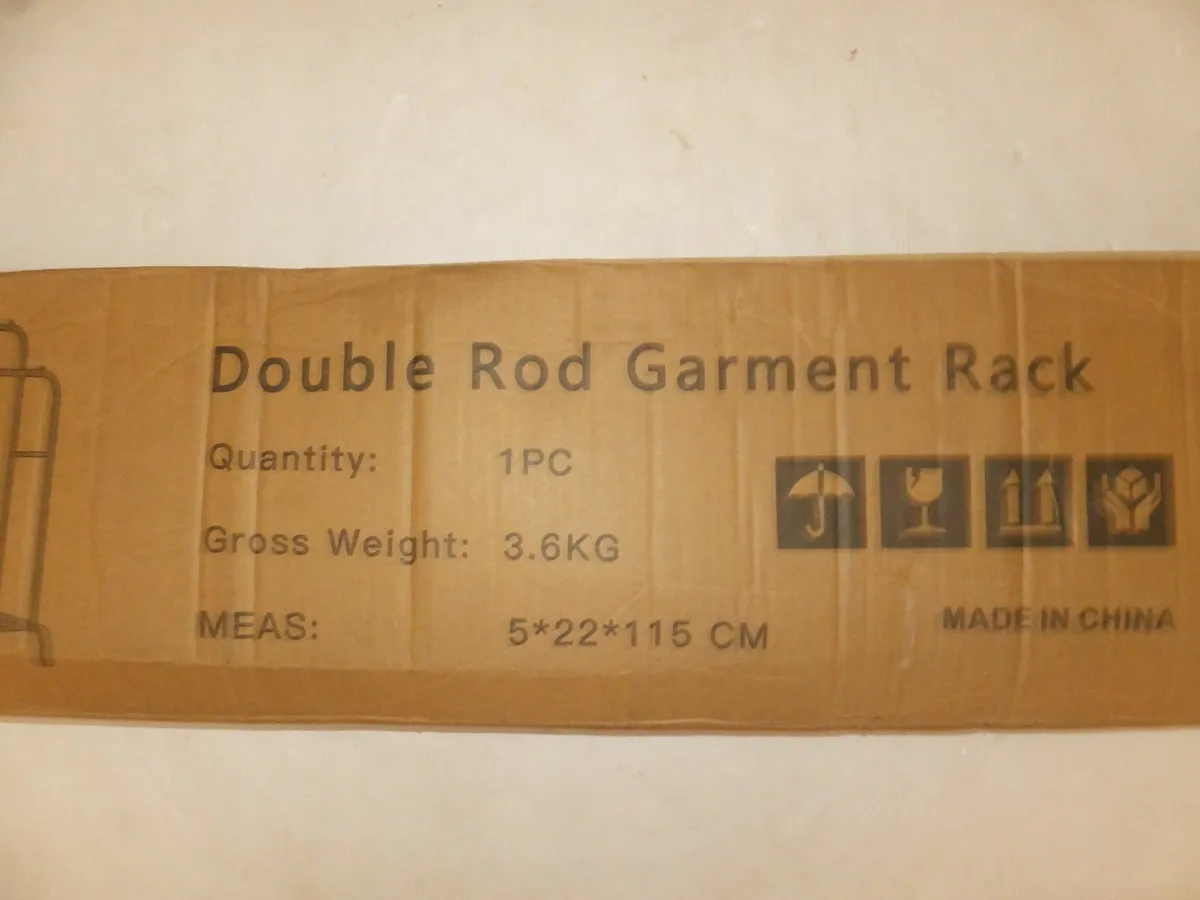 Double Rod Garment Rack
Quantity: 1PC
Gross Weight: 3.6KG
MEAS: 5*22*115 CM
MADE IN CHINA